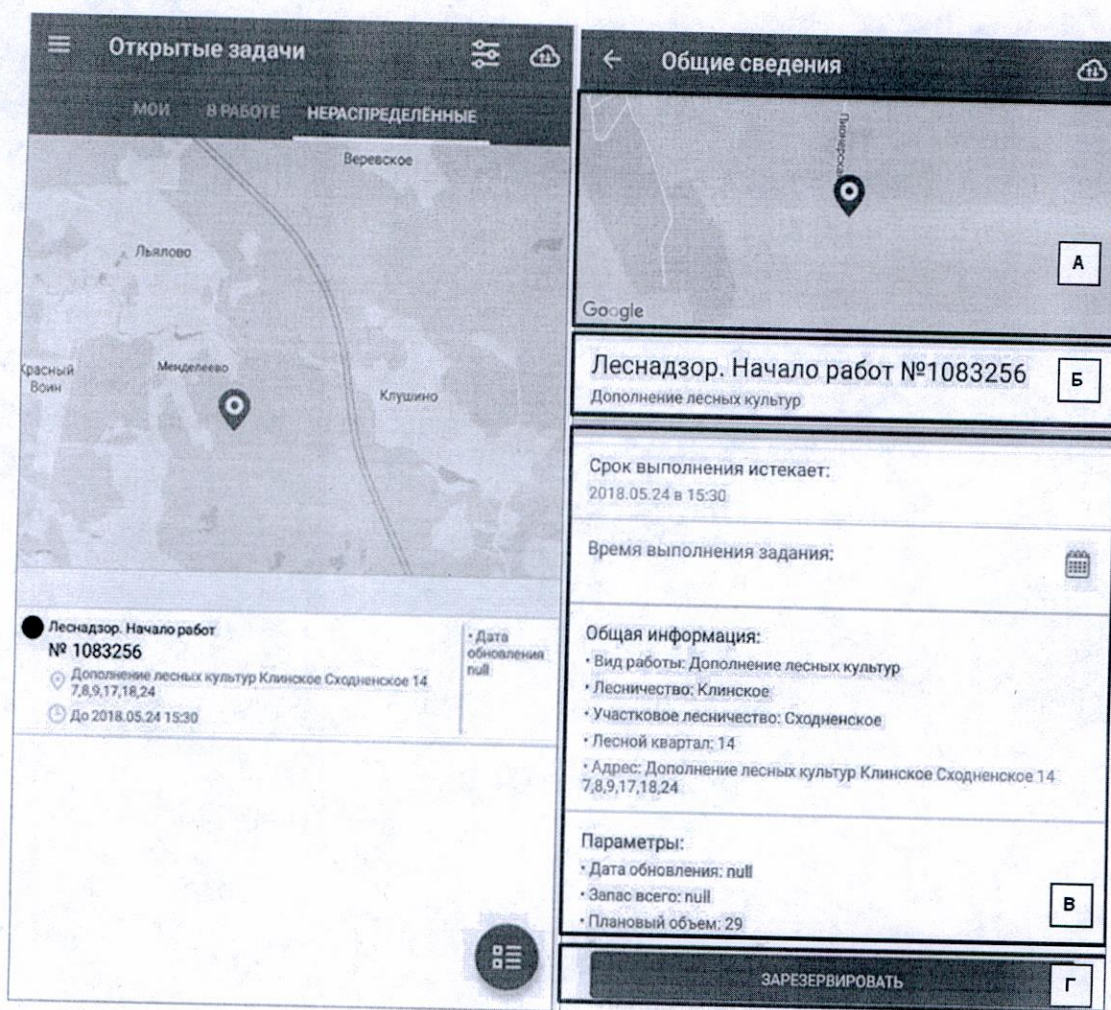 Открытые задачи
МОИ В РАБОТЕ НЕРАСПРЕДЕЛЁННЫЕ
Веревское
Льялово
Красный
Воин
Менделеево
Клушино
Леснадзор. Начало работ
№ 1083256
Дополнение лесных культур Клинское Сходненское 14
7,8,9,17,18,24
До 2018.05.24 15:30
• Дата
обновления
null
Общие сведения
Пионерская
А
Google
Леснадзор. Начало работ №1083256
Дополнение лесных культур
Б
Срок выполнения истекает:
2018.05.24 в 15:30
Время выполнения задания:
Общая информация:
• Вид работы: Дополнение лесных культур
• Лесничество: Клинское
• Участковое лесничество: Сходненское
• Лесной квартал: 14
• Адрес: Дополнение лесных культур Клинское Сходненское 14
7,8,9,17,18,24
Параметры:
• Дата обновления: null
• Запас всего: null
• Плановый объем: 29
В
ЗАРЕЗЕРВИРОВАТЬ
Г